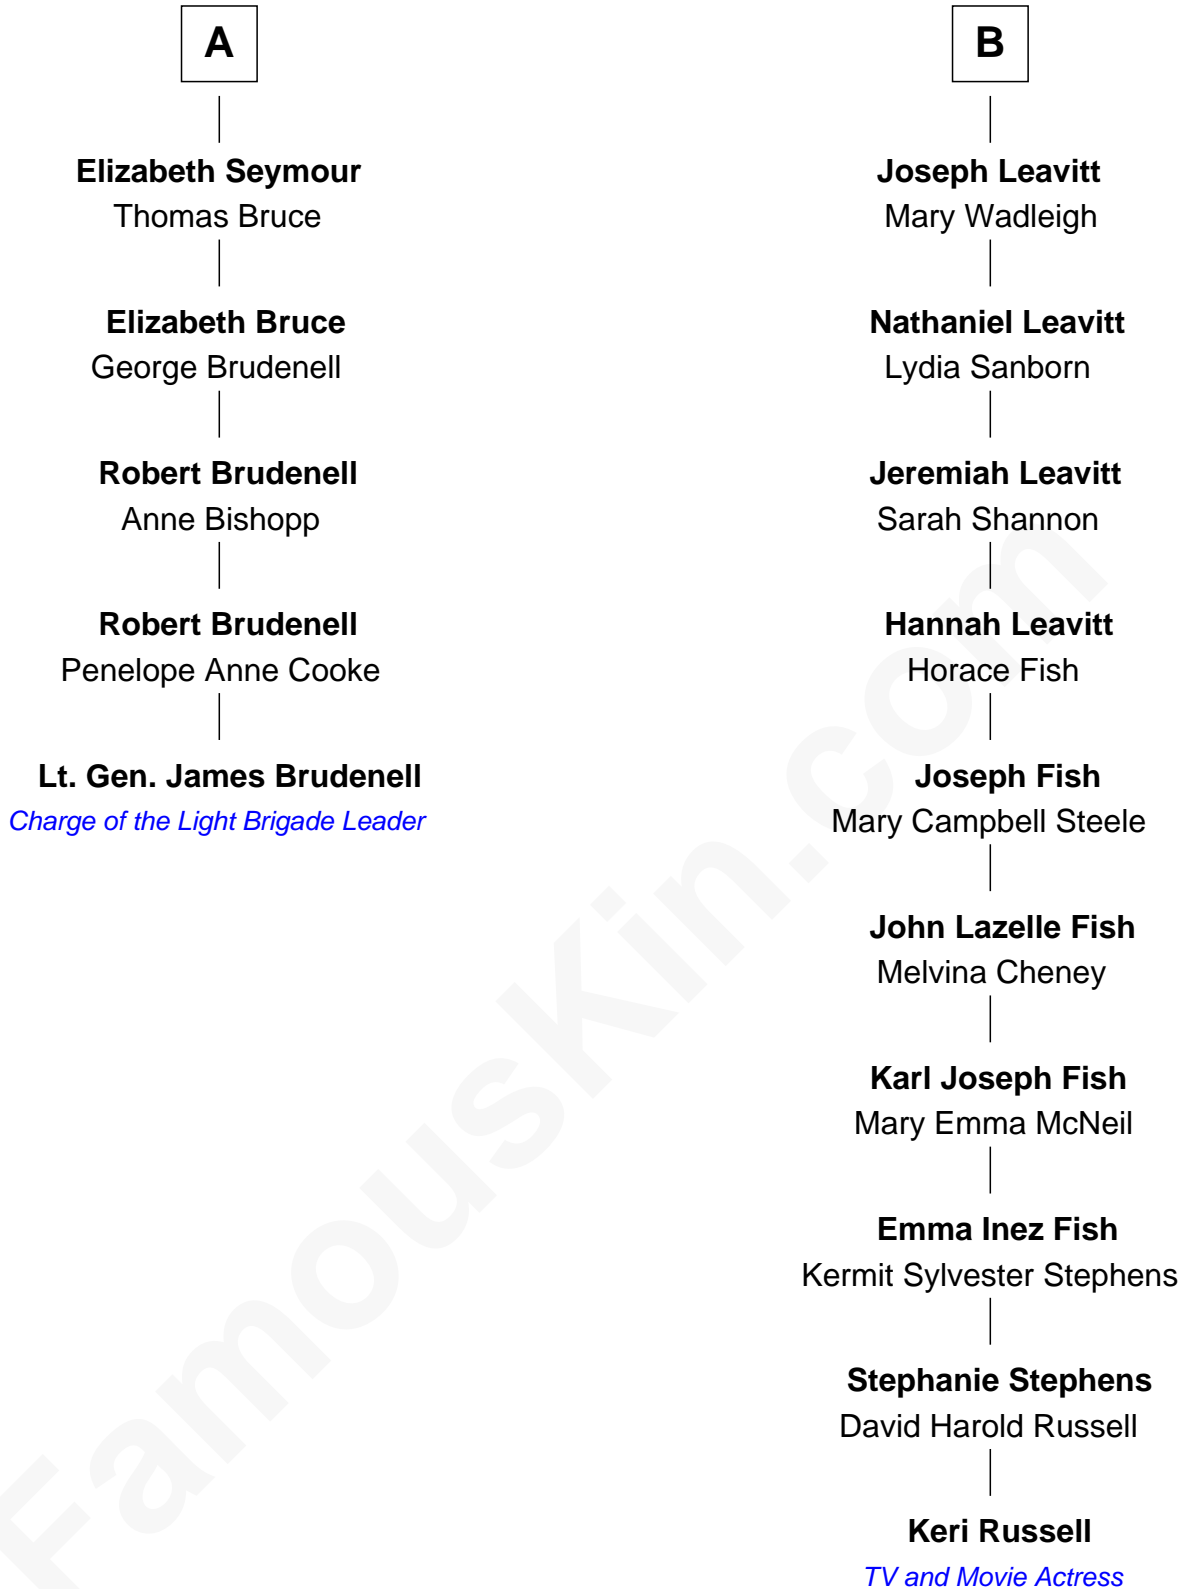 A
Elizabeth Seymour
Thomas Bruce
Elizabeth Bruce
George Brudenell
Robert Brudenell
Anne Bishopp
Robert Brudenell
Penelope Anne Cooke
Lt. Gen. James Brudenell
Charge of the Light Brigade Leader
B
Joseph Leavitt
Mary Wadleigh
Nathaniel Leavitt
Lydia Sanborn
Jeremiah Leavitt
Sarah Shannon
Hannah Leavitt
Horace Fish
Joseph Fish
Mary Campbell Steele
John Lazelle Fish
Melvina Cheney
Karl Joseph Fish
Mary Emma McNeil
Emma Inez Fish
Kermit Sylvester Stephens
Stephanie Stephens
David Harold Russell
Keri Russell
TV and Movie Actress
FamousKin.com